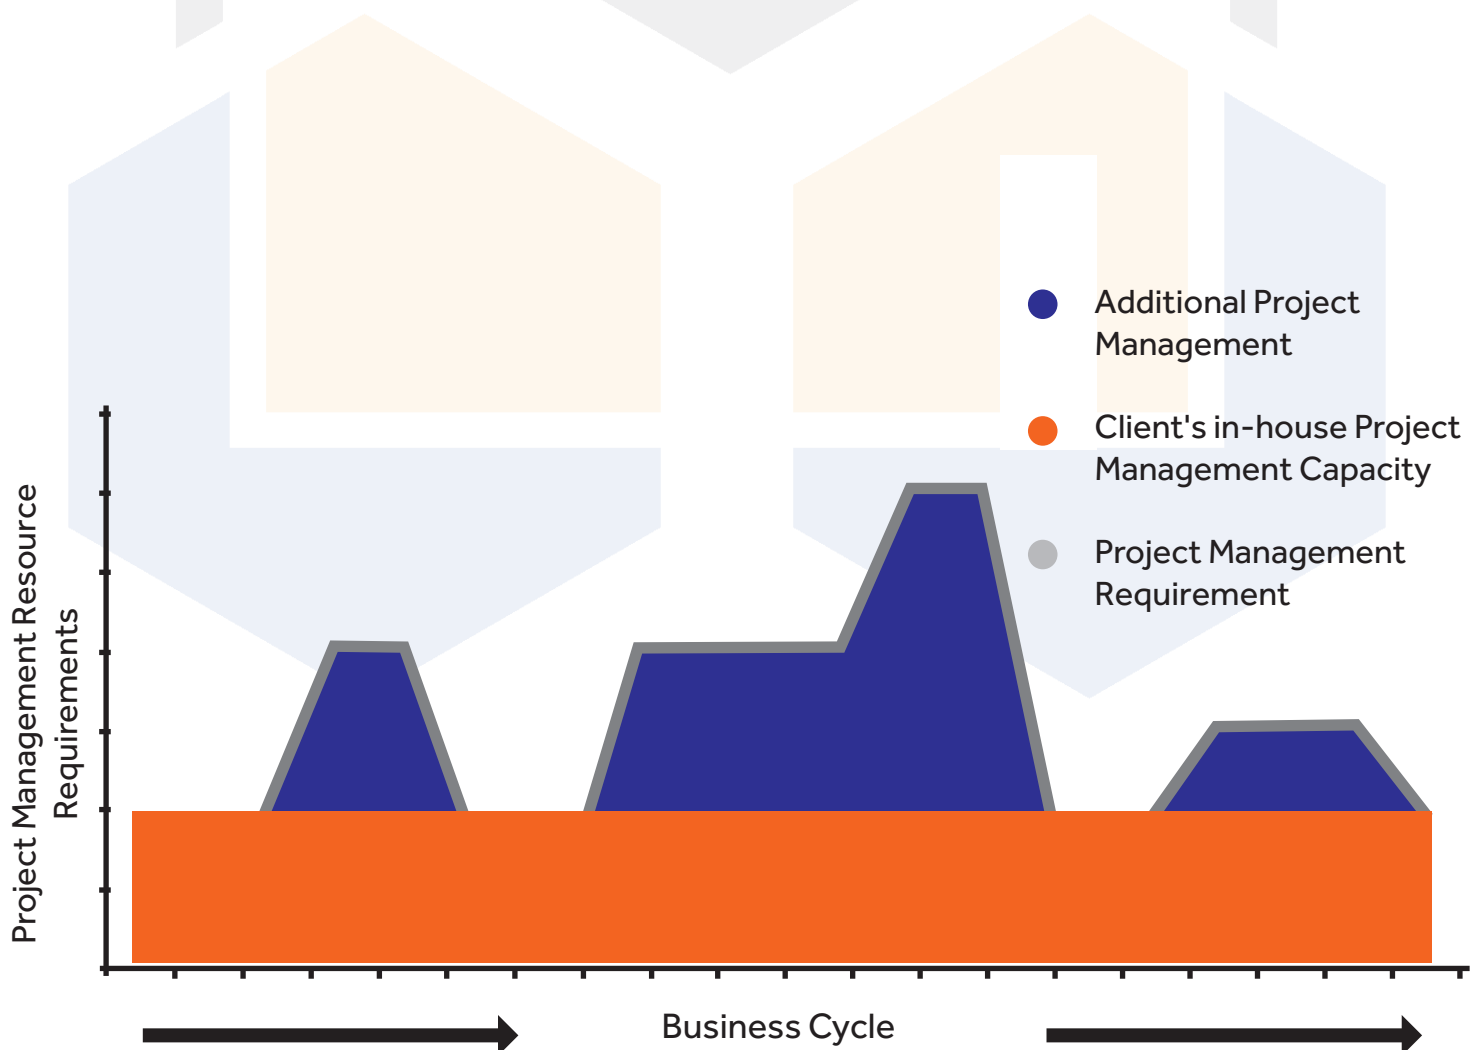 Additional Project
Management
Client's in-house Project
Management Capacity
Project Management
Requirement
Project Management Resource
Requirements
Business Cycle